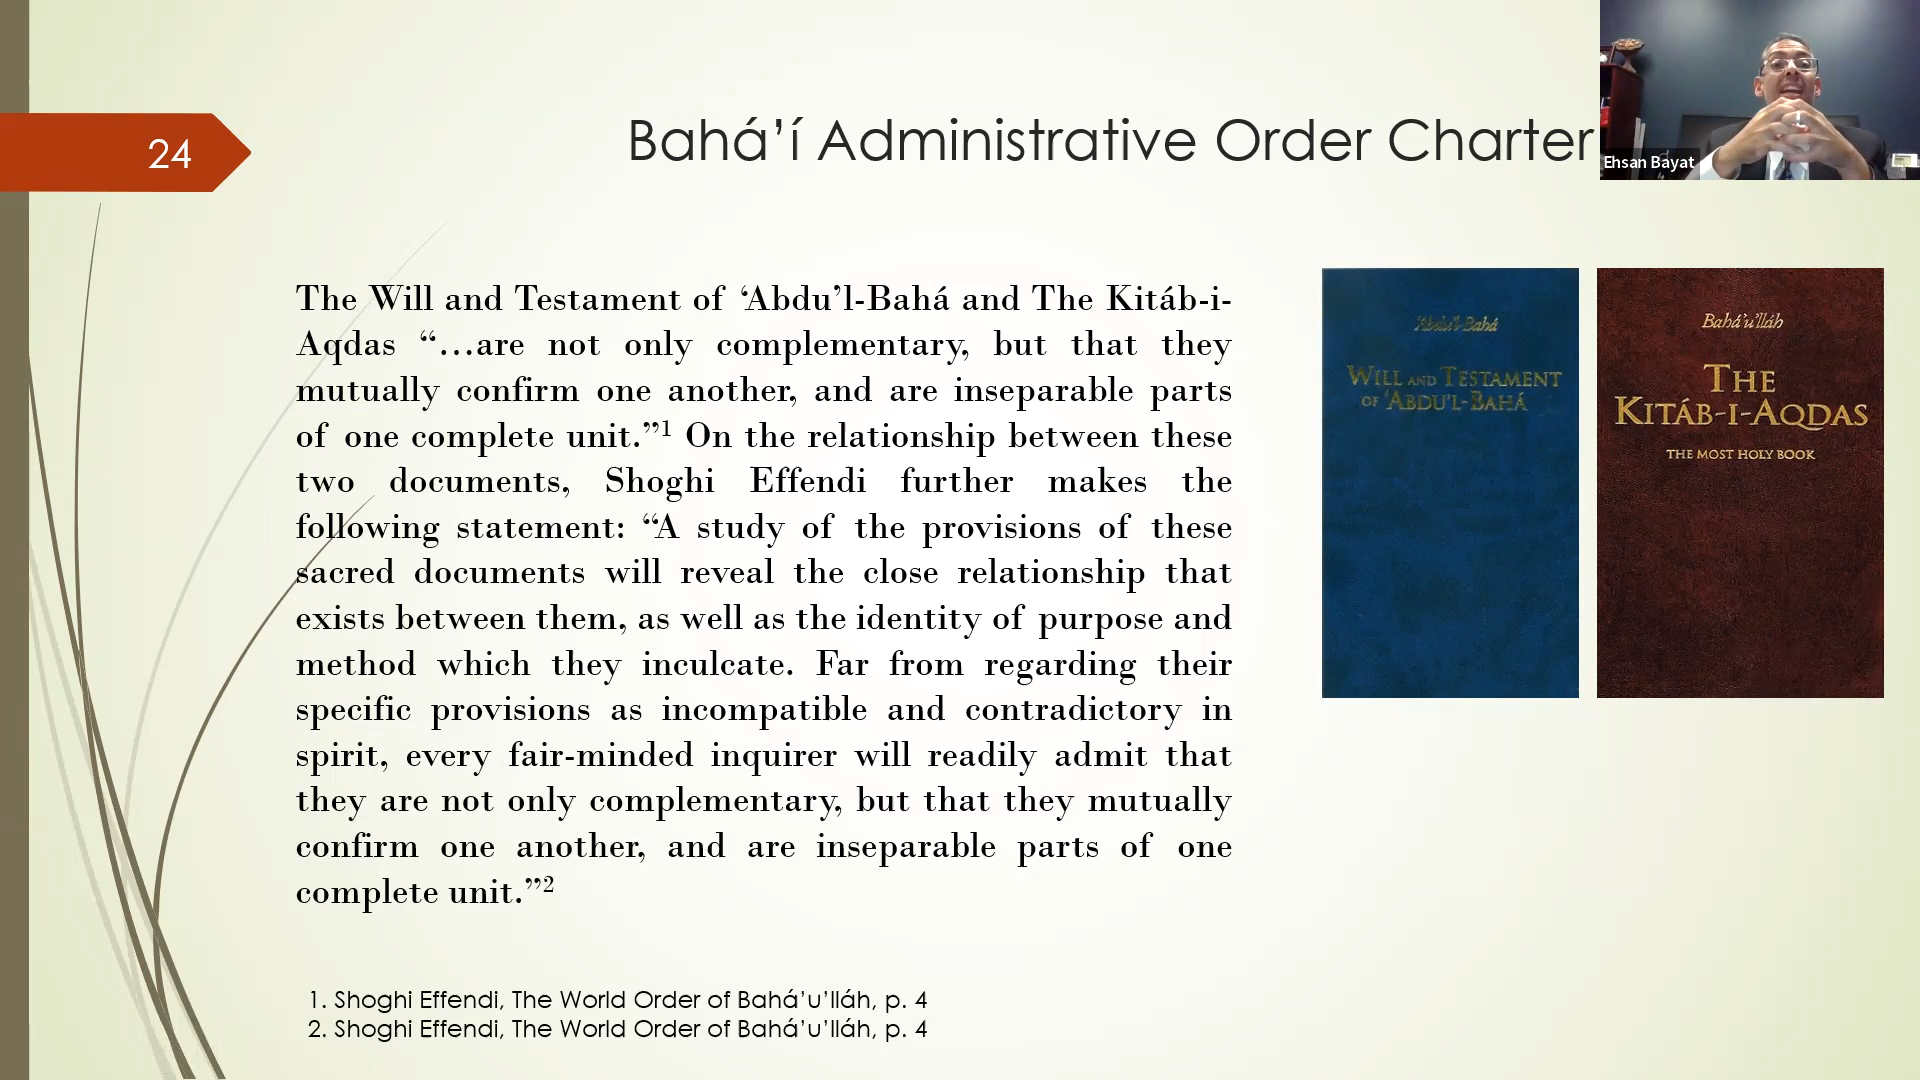 24
Bahá’í Administrative Order Charter
Ehsan Bayat
The Will and Testament of ‘Abdu’l-Bahá and The Kitáb-i-
Aqdas “…are not only complementary, but that they
mutually confirm one another, and are inseparable parts
of one complete unit.”1 On the relationship between these
two documents, Shoghi Effendi further makes the
following statement: “A study of the provisions of these
sacred documents will reveal the close relationship that
exists between them, as well as the identity of purpose and
method which they inculcate. Far from regarding their
specific provisions as incompatible and contradictory in
spirit, every fair-minded inquirer will readily admit that
they are not only complementary, but that they mutually
confirm one another, and are inseparable parts of one
complete unit.”2
‘Abdu’l-Bahá
WILL AND TESTAMENT
OF ‘ABDU’L-BAHÁ
Bahá’u’lláh
THE
KITÁB-I-AQDAS
THE MOST HOLY BOOK
1. Shoghi Effendi, The World Order of Bahá’u’lláh, p. 4
2. Shoghi Effendi, The World Order of Bahá’u’lláh, p. 4